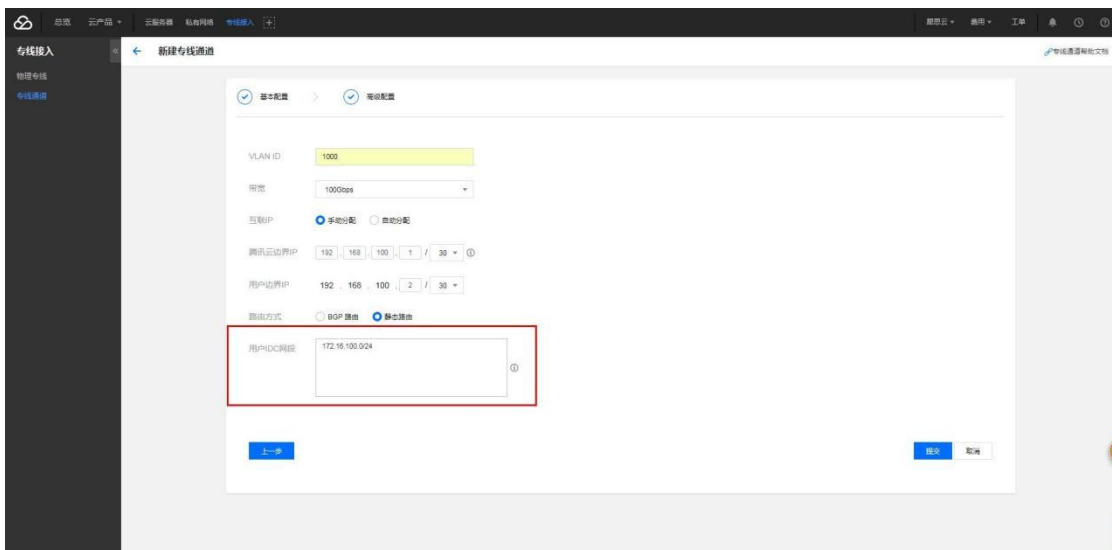 总览 云产品 云服务器 私有网络 专线接入 费用 工单
专线接入 « ← 新建专线通道 专线通道帮助文档
物理专线
专线通道
基本配置 > 高级配置
VLAN ID 1000
带宽 100Gbps
互联IP 手动分配 自动分配
腾讯云边界IP 192 . 168 . 100 . 1 / 30
用户边界IP 192 . 168 . 100 . 2 / 30
路由方式 BGP 路由 静态路由
用户IDC网段 172.16.100.0/24
上一步 提交 取消